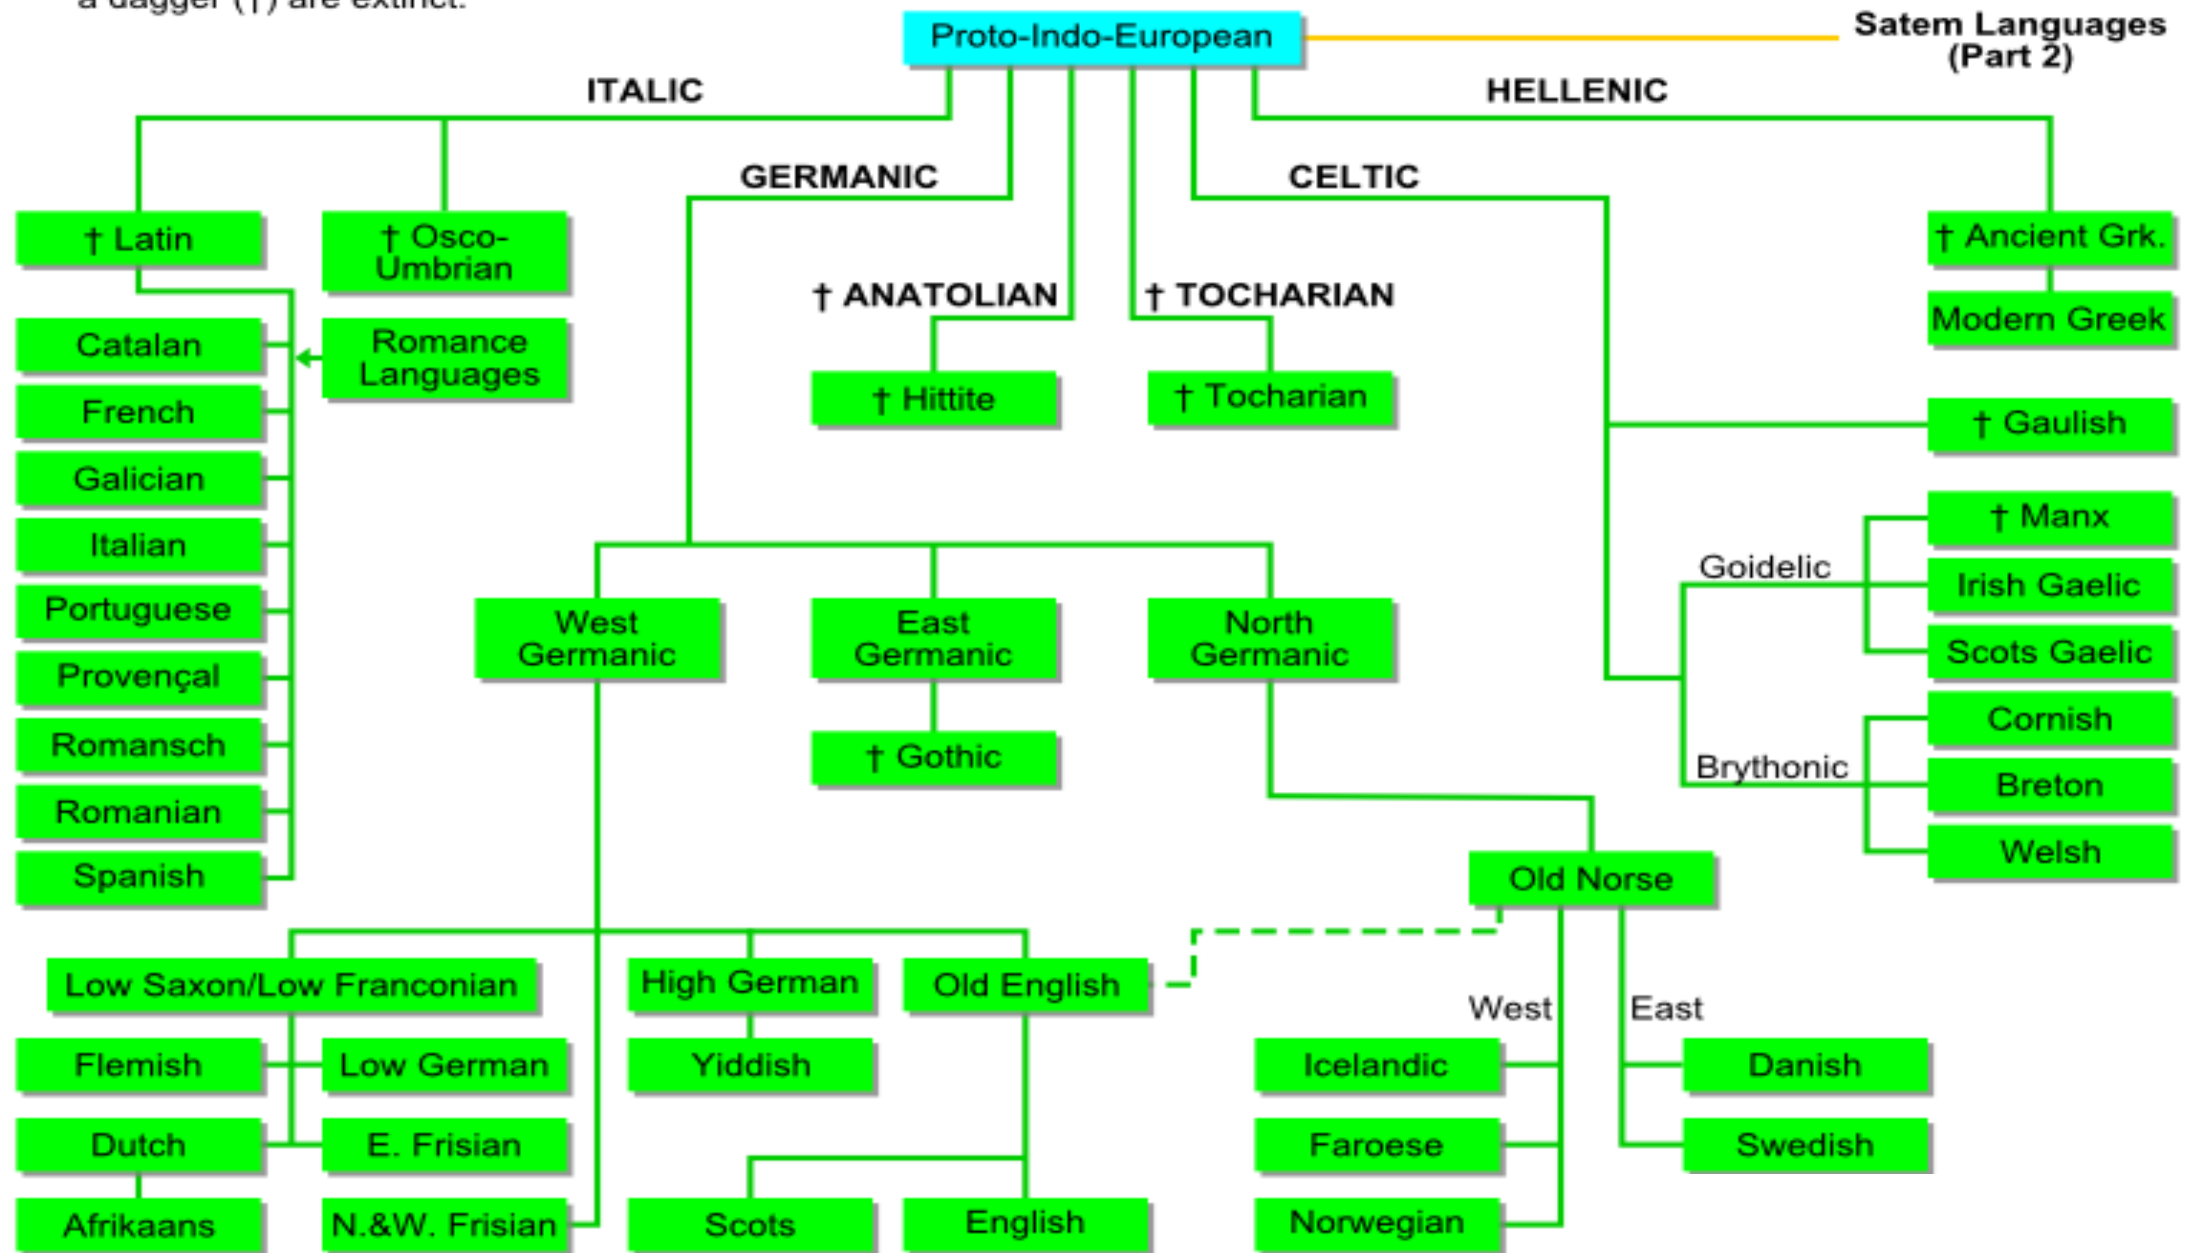 a dagger (†) are extinct.
Proto-Indo-European
Satem Languages
(Part 2)
ITALIC
HELLENIC
GERMANIC
CELTIC
† Latin
† Osco-
Umbrian
† Ancient Grk.
† ANATOLIAN
† TOCHARIAN
Modern Greek
Catalan
Romance
Languages
French
† Hittite
† Tocharian
† Gaulish
Galician
Italian
† Manx
Goidelic
Irish Gaelic
Portuguese
West
Germanic
East
Germanic
North
Germanic
Scots Gaelic
Provençal
Cornish
Romansch
† Gothic
Brythonic
Breton
Romanian
Welsh
Spanish
Old Norse
Low Saxon/Low Franconian
High German
Old English
West
East
Flemish
Low German
Yiddish
Icelandic
Danish
Dutch
E. Frisian
Faroese
Swedish
Afrikaans
N.&W. Frisian
Scots
English
Norwegian